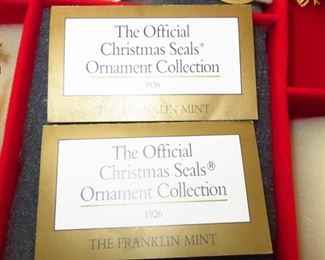 The Official
Christmas Seals®
Ornament Collection
1936
THE FRANKLIN MINT
The Official
Christmas Seals®
Ornament Collection
1926
THE FRANKLIN MINT